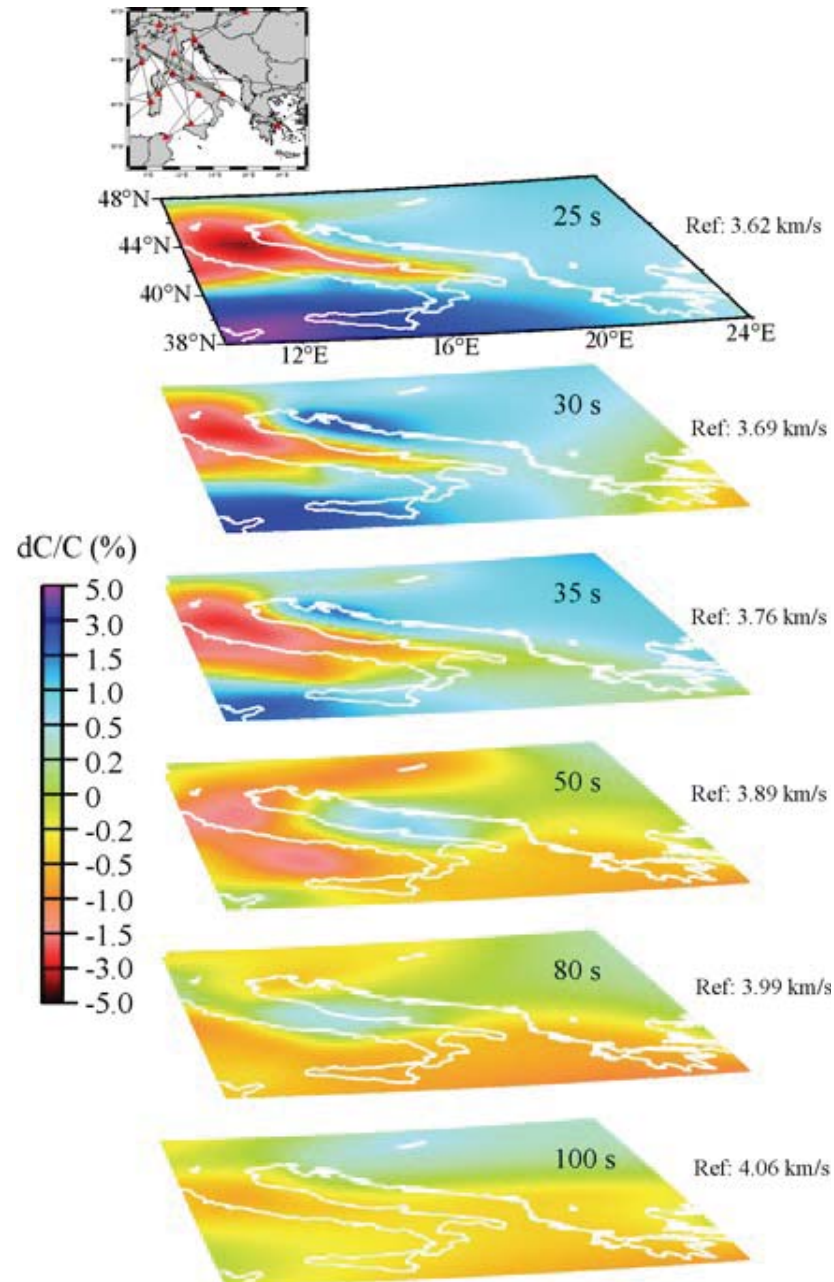 25 s
Ref: 3.62 km/s
48°N
44°N
40°N
38°N
12°E
16°E
20°E
24°E
30 s
Ref: 3.69 km/s
dC/C (%)
5.0
3.0
1.5
1.0
0.5
0.2
0
-0.2
-0.5
-1.0
-1.5
-3.0
-5.0
35 s
Ref: 3.76 km/s
50 s
Ref: 3.89 km/s
80 s
Ref: 3.99 km/s
100 s
Ref: 4.06 km/s